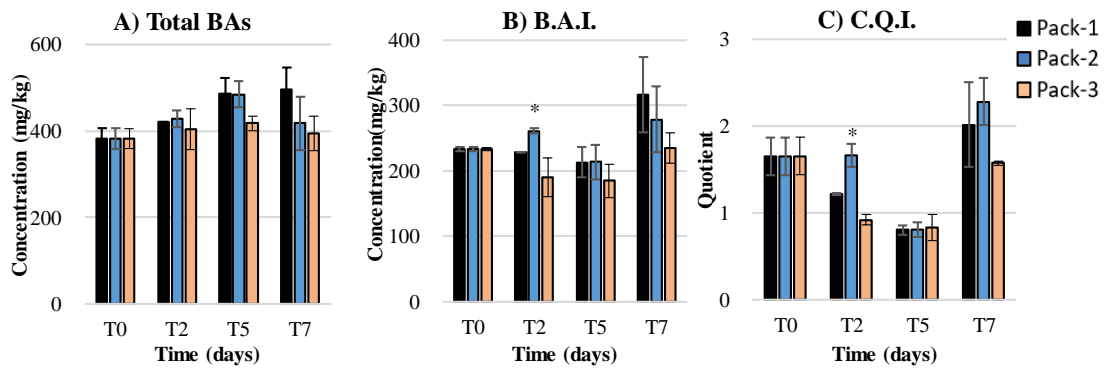 A) Total BAs
Concentration (mg/kg)
600
400
200
0
T0 T2 T5 T7
Time (days)
B) B.A.I.
Concentration(mg/kg)
400
300
200
100
0
*
T0 T2 T5 T7
Time (days)
C) C.Q.I.
Quotient
3
2
1
0
*
T0 T2 T5 T7
Time (days)
Pack-1
Pack-2
Pack-3